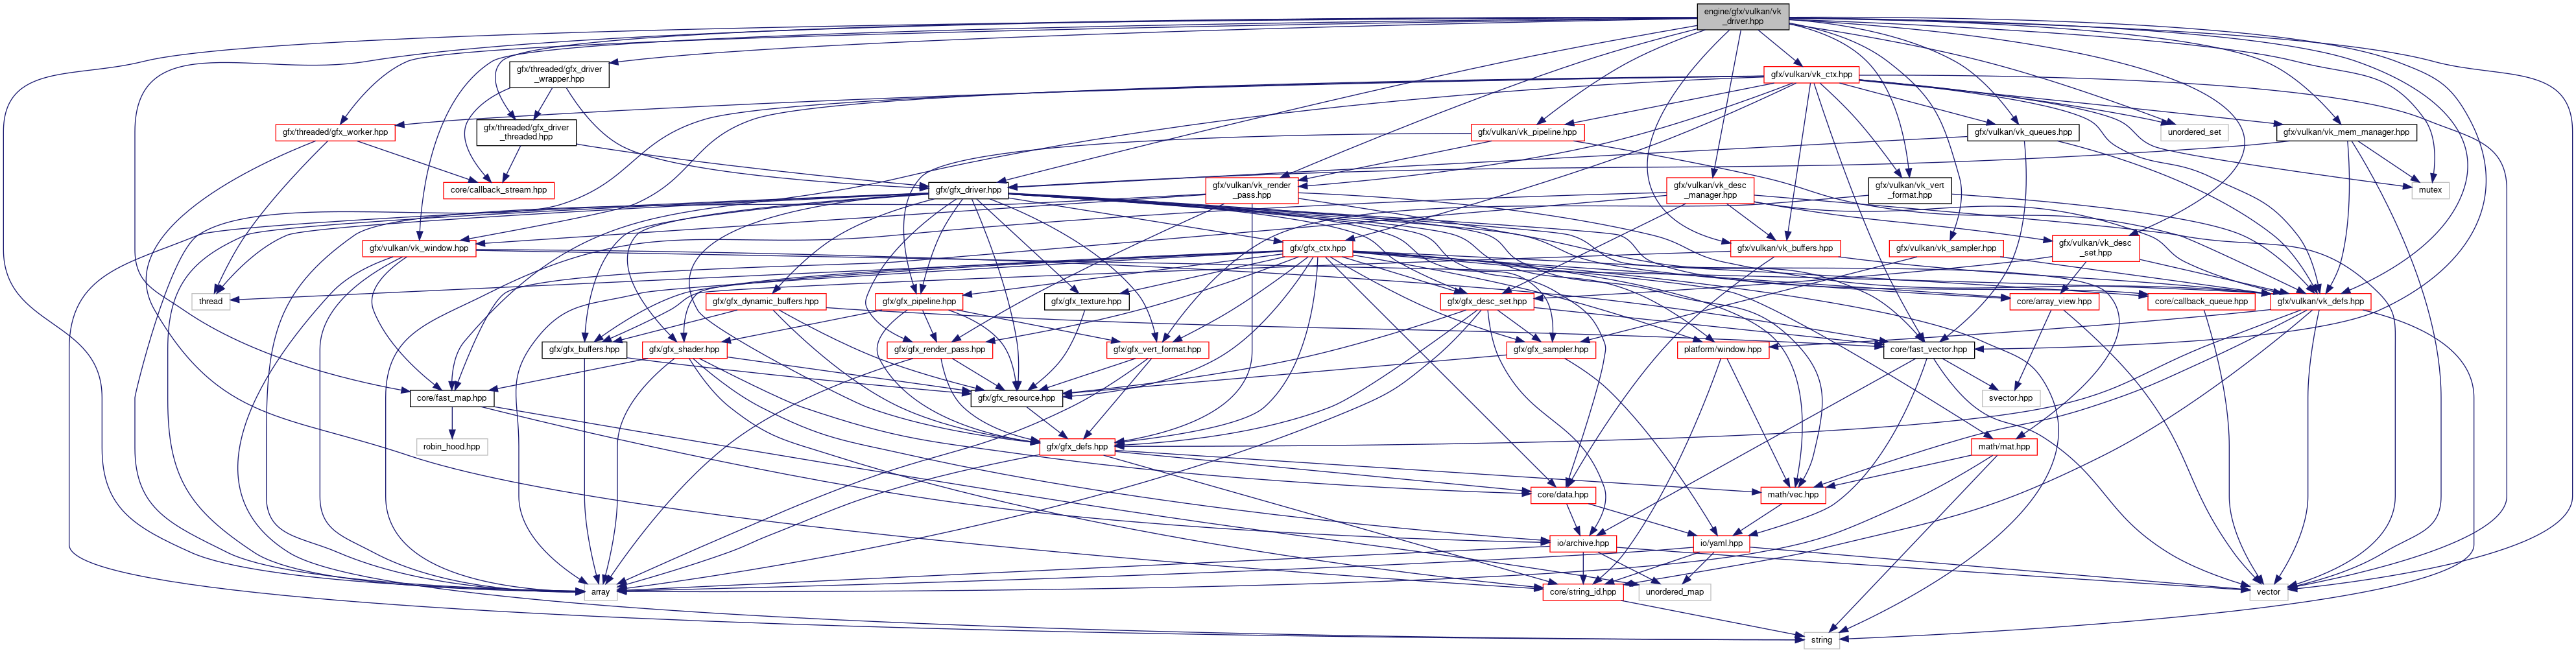 engine/gfx/vulkan/vk
_driver.hpp
gfx/threaded/gfx_driver
_wrapper.hpp
gfx/vulkan/vk_ctx.hpp
gfx/threaded/gfx_worker.hpp
gfx/threaded/gfx_driver
_threaded.hpp
gfx/vulkan/vk_pipeline.hpp
gfx/vulkan/vk_queues.hpp
unordered_set
gfx/vulkan/vk_mem_manager.hpp
core/callback_stream.hpp
gfx/gfx_driver.hpp
gfx/vulkan/vk_render
_pass.hpp
gfx/vulkan/vk_desc
_manager.hpp
gfx/vulkan/vk_vert
_format.hpp
mutex
gfx/vulkan/vk_window.hpp
gfx/gfx_ctx.hpp
gfx/vulkan/vk_buffers.hpp
gfx/vulkan/vk_sampler.hpp
gfx/vulkan/vk_desc
_set.hpp
thread
gfx/gfx_dynamic_buffers.hpp
gfx/gfx_pipeline.hpp
gfx/gfx_texture.hpp
gfx/gfx_desc_set.hpp
core/array_view.hpp
core/callback_queue.hpp
gfx/vulkan/vk_defs.hpp
gfx/gfx_buffers.hpp
gfx/gfx_shader.hpp
gfx/gfx_render_pass.hpp
gfx/gfx_vert_format.hpp
gfx/gfx_sampler.hpp
platform/window.hpp
core/fast_vector.hpp
core/fast_map.hpp
gfx/gfx_resource.hpp
svector.hpp
robin_hood.hpp
gfx/gfx_defs.hpp
math/mat.hpp
core/data.hpp
math/vec.hpp
io/archive.hpp
io/yaml.hpp
array
core/string_id.hpp
unordered_map
vector
string